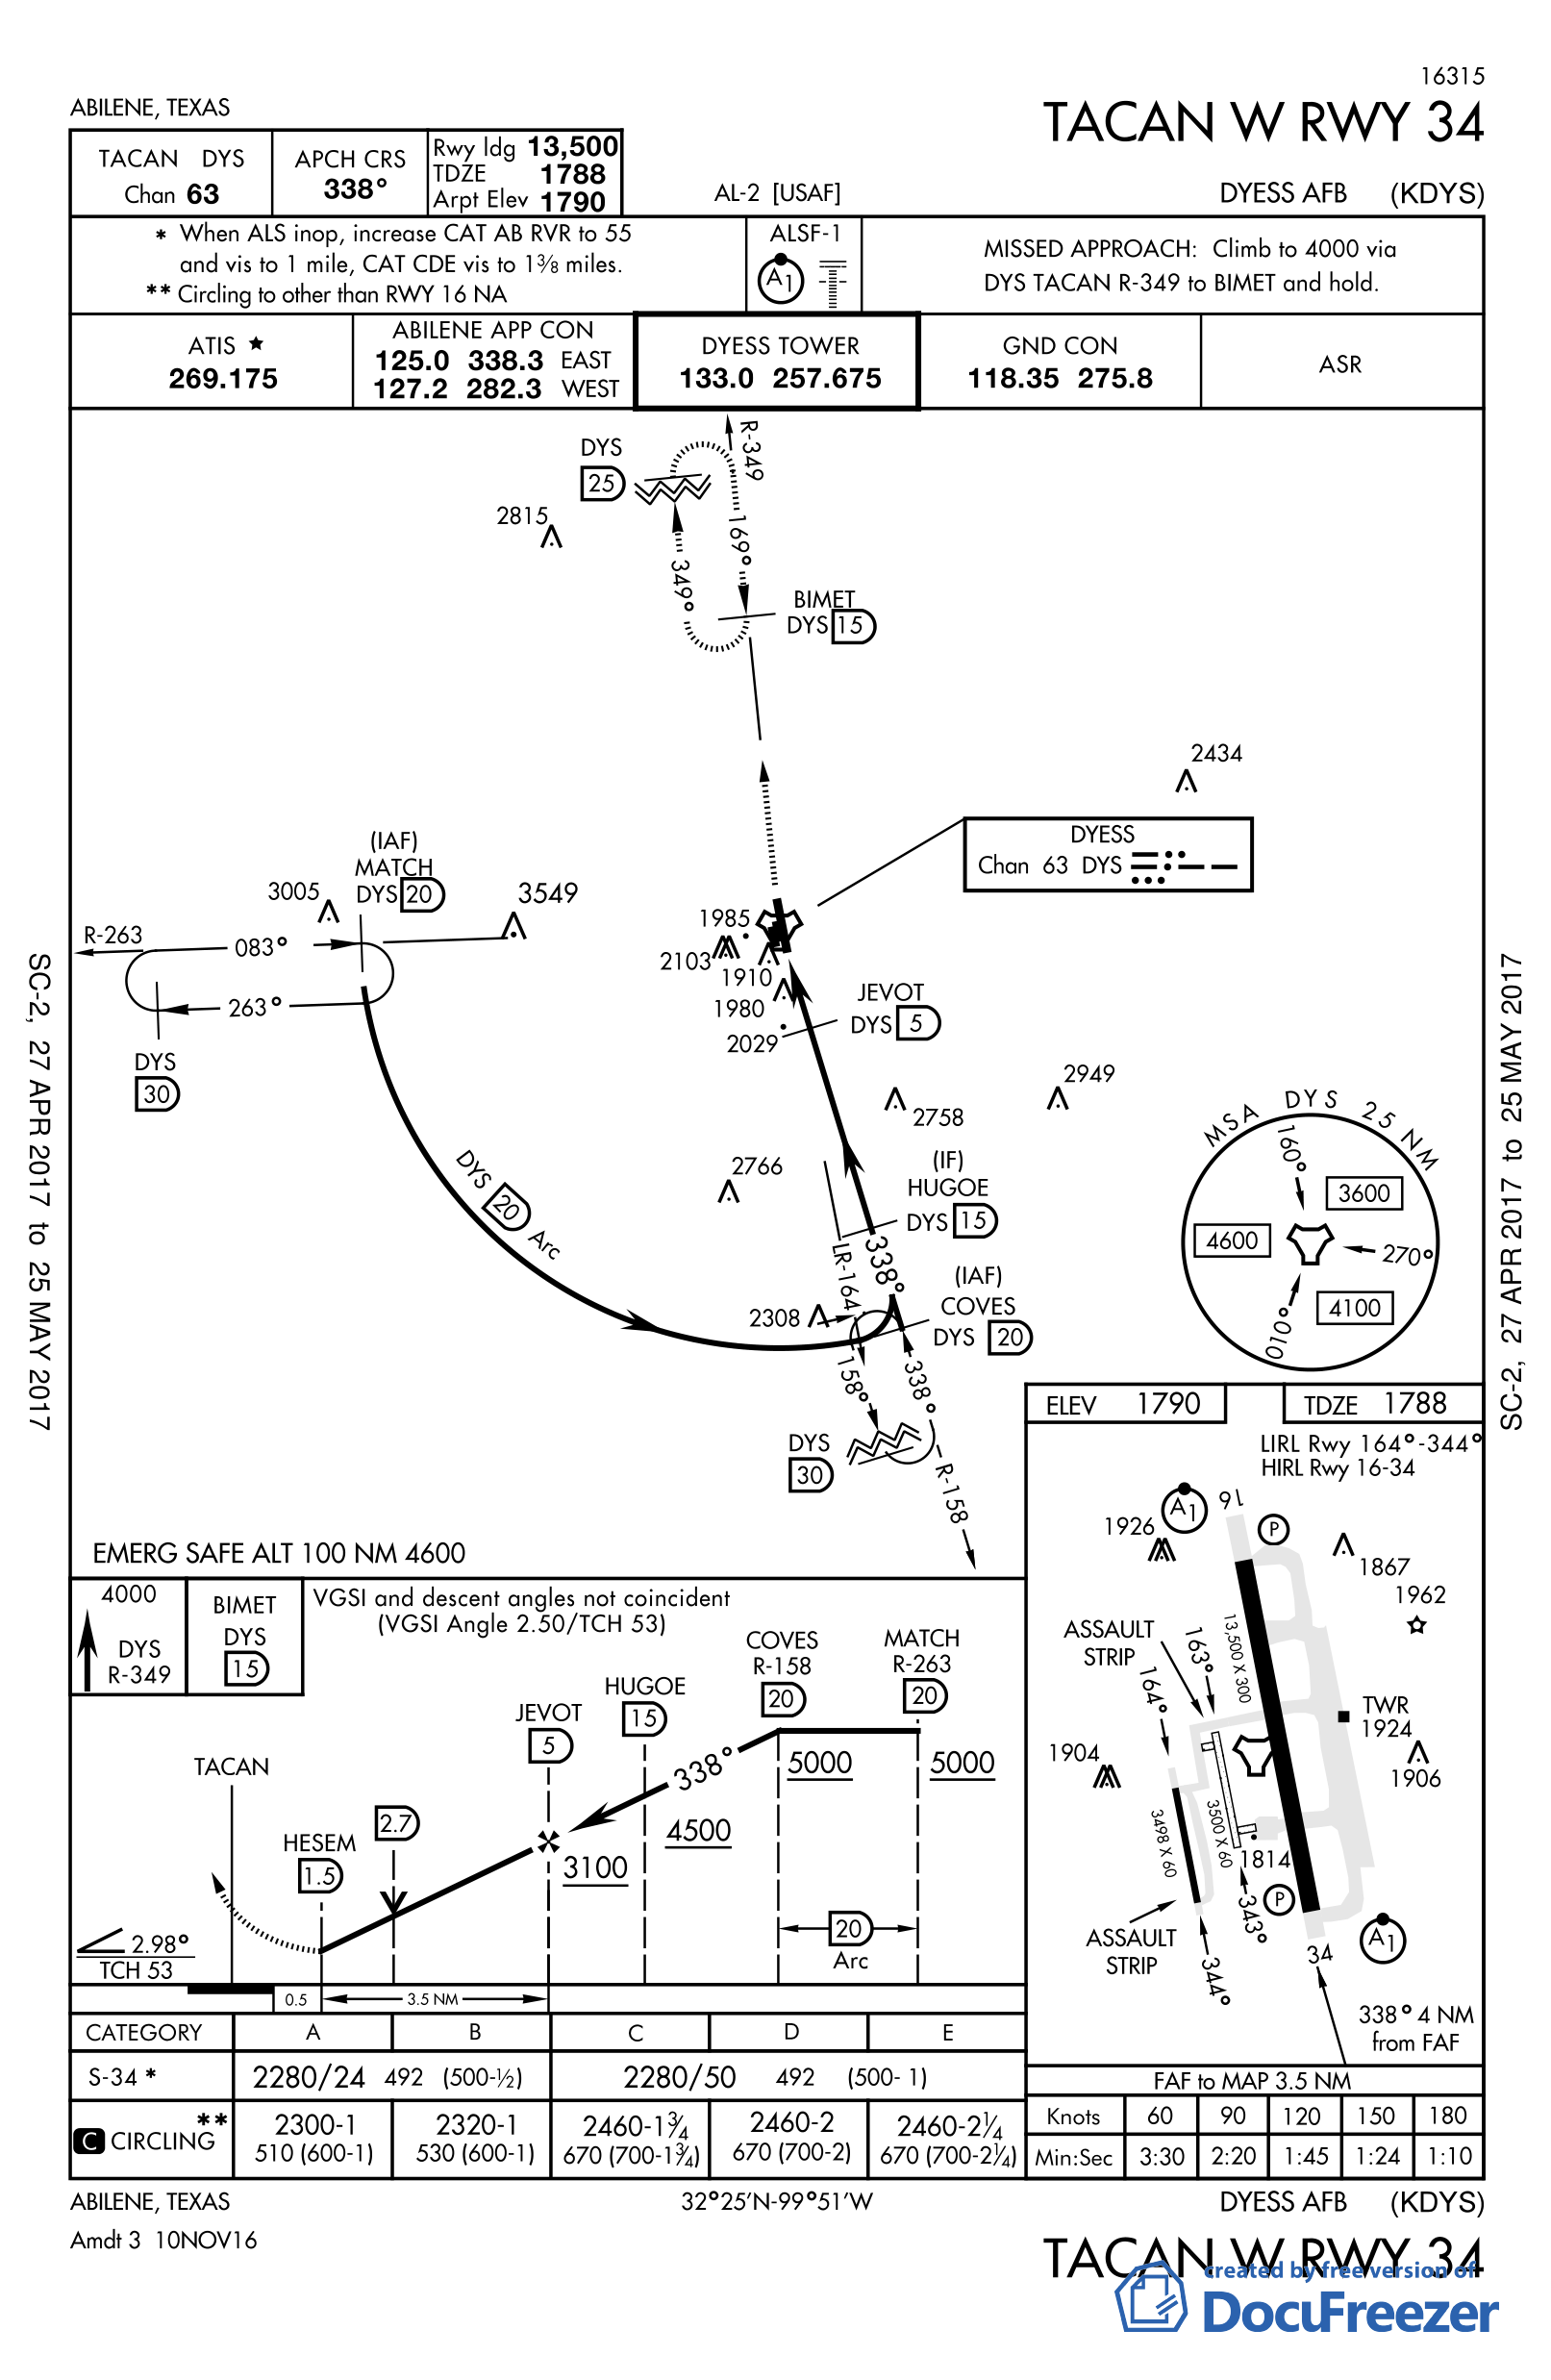 16315
ABILENE, TEXAS
TACAN W RWY 34
TACAN DYS
Chan 63
APCH CRS
338°
Rwy ldg 13,500
TDZE 1788
Arpt Elev 1790
AL-2 [USAF]
DYESS AFB (KDYS)
* When ALS inop, increase CAT AB RVR to 55
and vis to 1 mile, CAT CDE vis to 1⅜ miles.
** Circling to other than RWY 16 NA
ALSF-1
A1
MISSED APPROACH: Climb to 4000 via
DYS TACAN R-349 to BIMET and hold.
ATIS ★
269.175
ABILENE APP CON
125.0 338.3 EAST
127.2 282.3 WEST
DYESS TOWER
133.0 257.675
GND CON
118.35 275.8
ASR
DYS
25
R-349
2815
169°
349°
BIMET
DYS 15
2434
DYESS
Chan 63 DYS
(IAF)
MATCH
DYS 20
3005
3549
R-263
083°
263°
DYS
30
1985
2103
1910
1980
2029
JEVOT
DYS 5
2949
2758
2766
(IF)
HUGOE
DYS 15
DYS 20 Arc
LR-164
338°
(IAF)
COVES
DYS 20
2308
158°
338°
DYS
30
R-158
MSA DYS 25 NM
160°
3600
4600
270°
4100
010°
SC-2, 27 APR 2017 to 25 MAY 2017
SC-2, 27 APR 2017 to 25 MAY 2017
EMERG SAFE ALT 100 NM 4600
ELEV 1790
TDZE 1788
LIRL Rwy 164°-344°
HIRL Rwy 16-34
A1
16
P
1926
1867
1962
ASSAULT
STRIP
163°
164°
13,500 X 300
TWR
1924
1904
1906
3498 X 60
3500 X 60
1814
P
343°
ASSAULT
STRIP
344°
34
A1
338° 4 NM
from FAF
4000
DYS
R-349
BIMET
DYS
15
VGSI and descent angles not coincident
(VGSI Angle 2.50/TCH 53)
COVES
R-158
20
MATCH
R-263
20
HUGOE
15
JEVOT
5
TACAN
338°
5000
5000
2.7
4500
HESEM
1.5
3100
20
Arc
2.98°
TCH 53
0.5
3.5 NM
CATEGORY A B C D E
S-34 * 2280/24 492 (500-½) 2280/50 492 (500- 1)
C CIRCLING ** 2300-1 2320-1 2460-1¾ 2460-2 2460-2¼
510 (600-1) 530 (600-1) 670 (700-1¾) 670 (700-2) 670 (700-2¼)
FAF to MAP 3.5 NM
Knots 60 90 120 150 180
Min:Sec 3:30 2:20 1:45 1:24 1:10
ABILENE, TEXAS
32°25'N-99°51'W
DYESS AFB (KDYS)
Amdt 3 10NOV16
TACAN W RWY 34
created by free version of
DocuFreezer